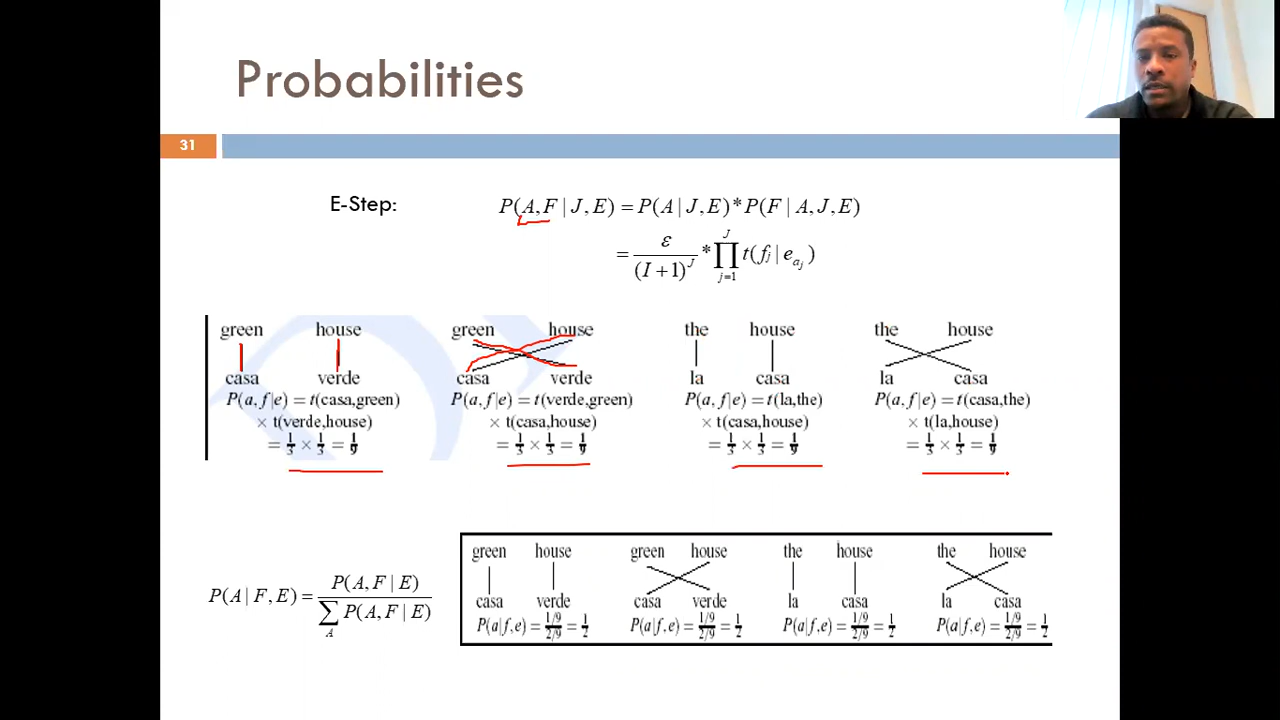 Probabilities
31
E-Step:
P(A,F | J,E) = P(A | J,E)*P(F | A,J,E)
= ε/(I+1)^J * ∏_{j=1}^{J} t(f_j | e_{a_j})
green house green house the house the house
casa verde casa verde la casa la casa
P(a,f|e) = t(casa,green) P(a,f|e) = t(verde,green) P(a,f|e) = t(la,the) P(a,f|e) = t(casa,the)
× t(verde,house) × t(casa,house) × t(casa,house) × t(la,house)
= 1/3 × 1/3 = 1/9 = 1/3 × 1/3 = 1/9 = 1/3 × 1/3 = 1/9 = 1/3 × 1/3 = 1/9
P(A | F,E) = P(A,F | E) / ∑_A P(A,F | E)
green house green house the house the house
casa verde casa verde la casa la casa
P(a|f,e) = 1/9 / 2/9 = 1/2 P(a|f,e) = 1/9 / 2/9 = 1/2 P(a|f,e) = 1/9 / 2/9 = 1/2 P(a|f,e) = 1/9 / 2/9 = 1/2